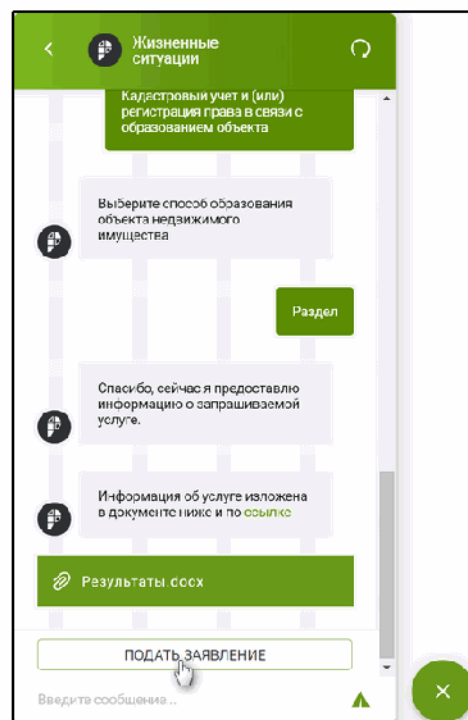 Жизненные
ситуации
Кадастровый учет и (или)
регистрация права в связи с
образованием объекта
Выберите способ образования
объекта недвижимого
имущества
Раздел
Спасибо, сейчас я предоставлю
информацию о запрашиваемой
услуге.
Информация об услуге изложена
в документе ниже и по ссылке
Результаты.docx
ПОДАТЬ ЗАЯВЛЕНИЕ
Введите сообщение...